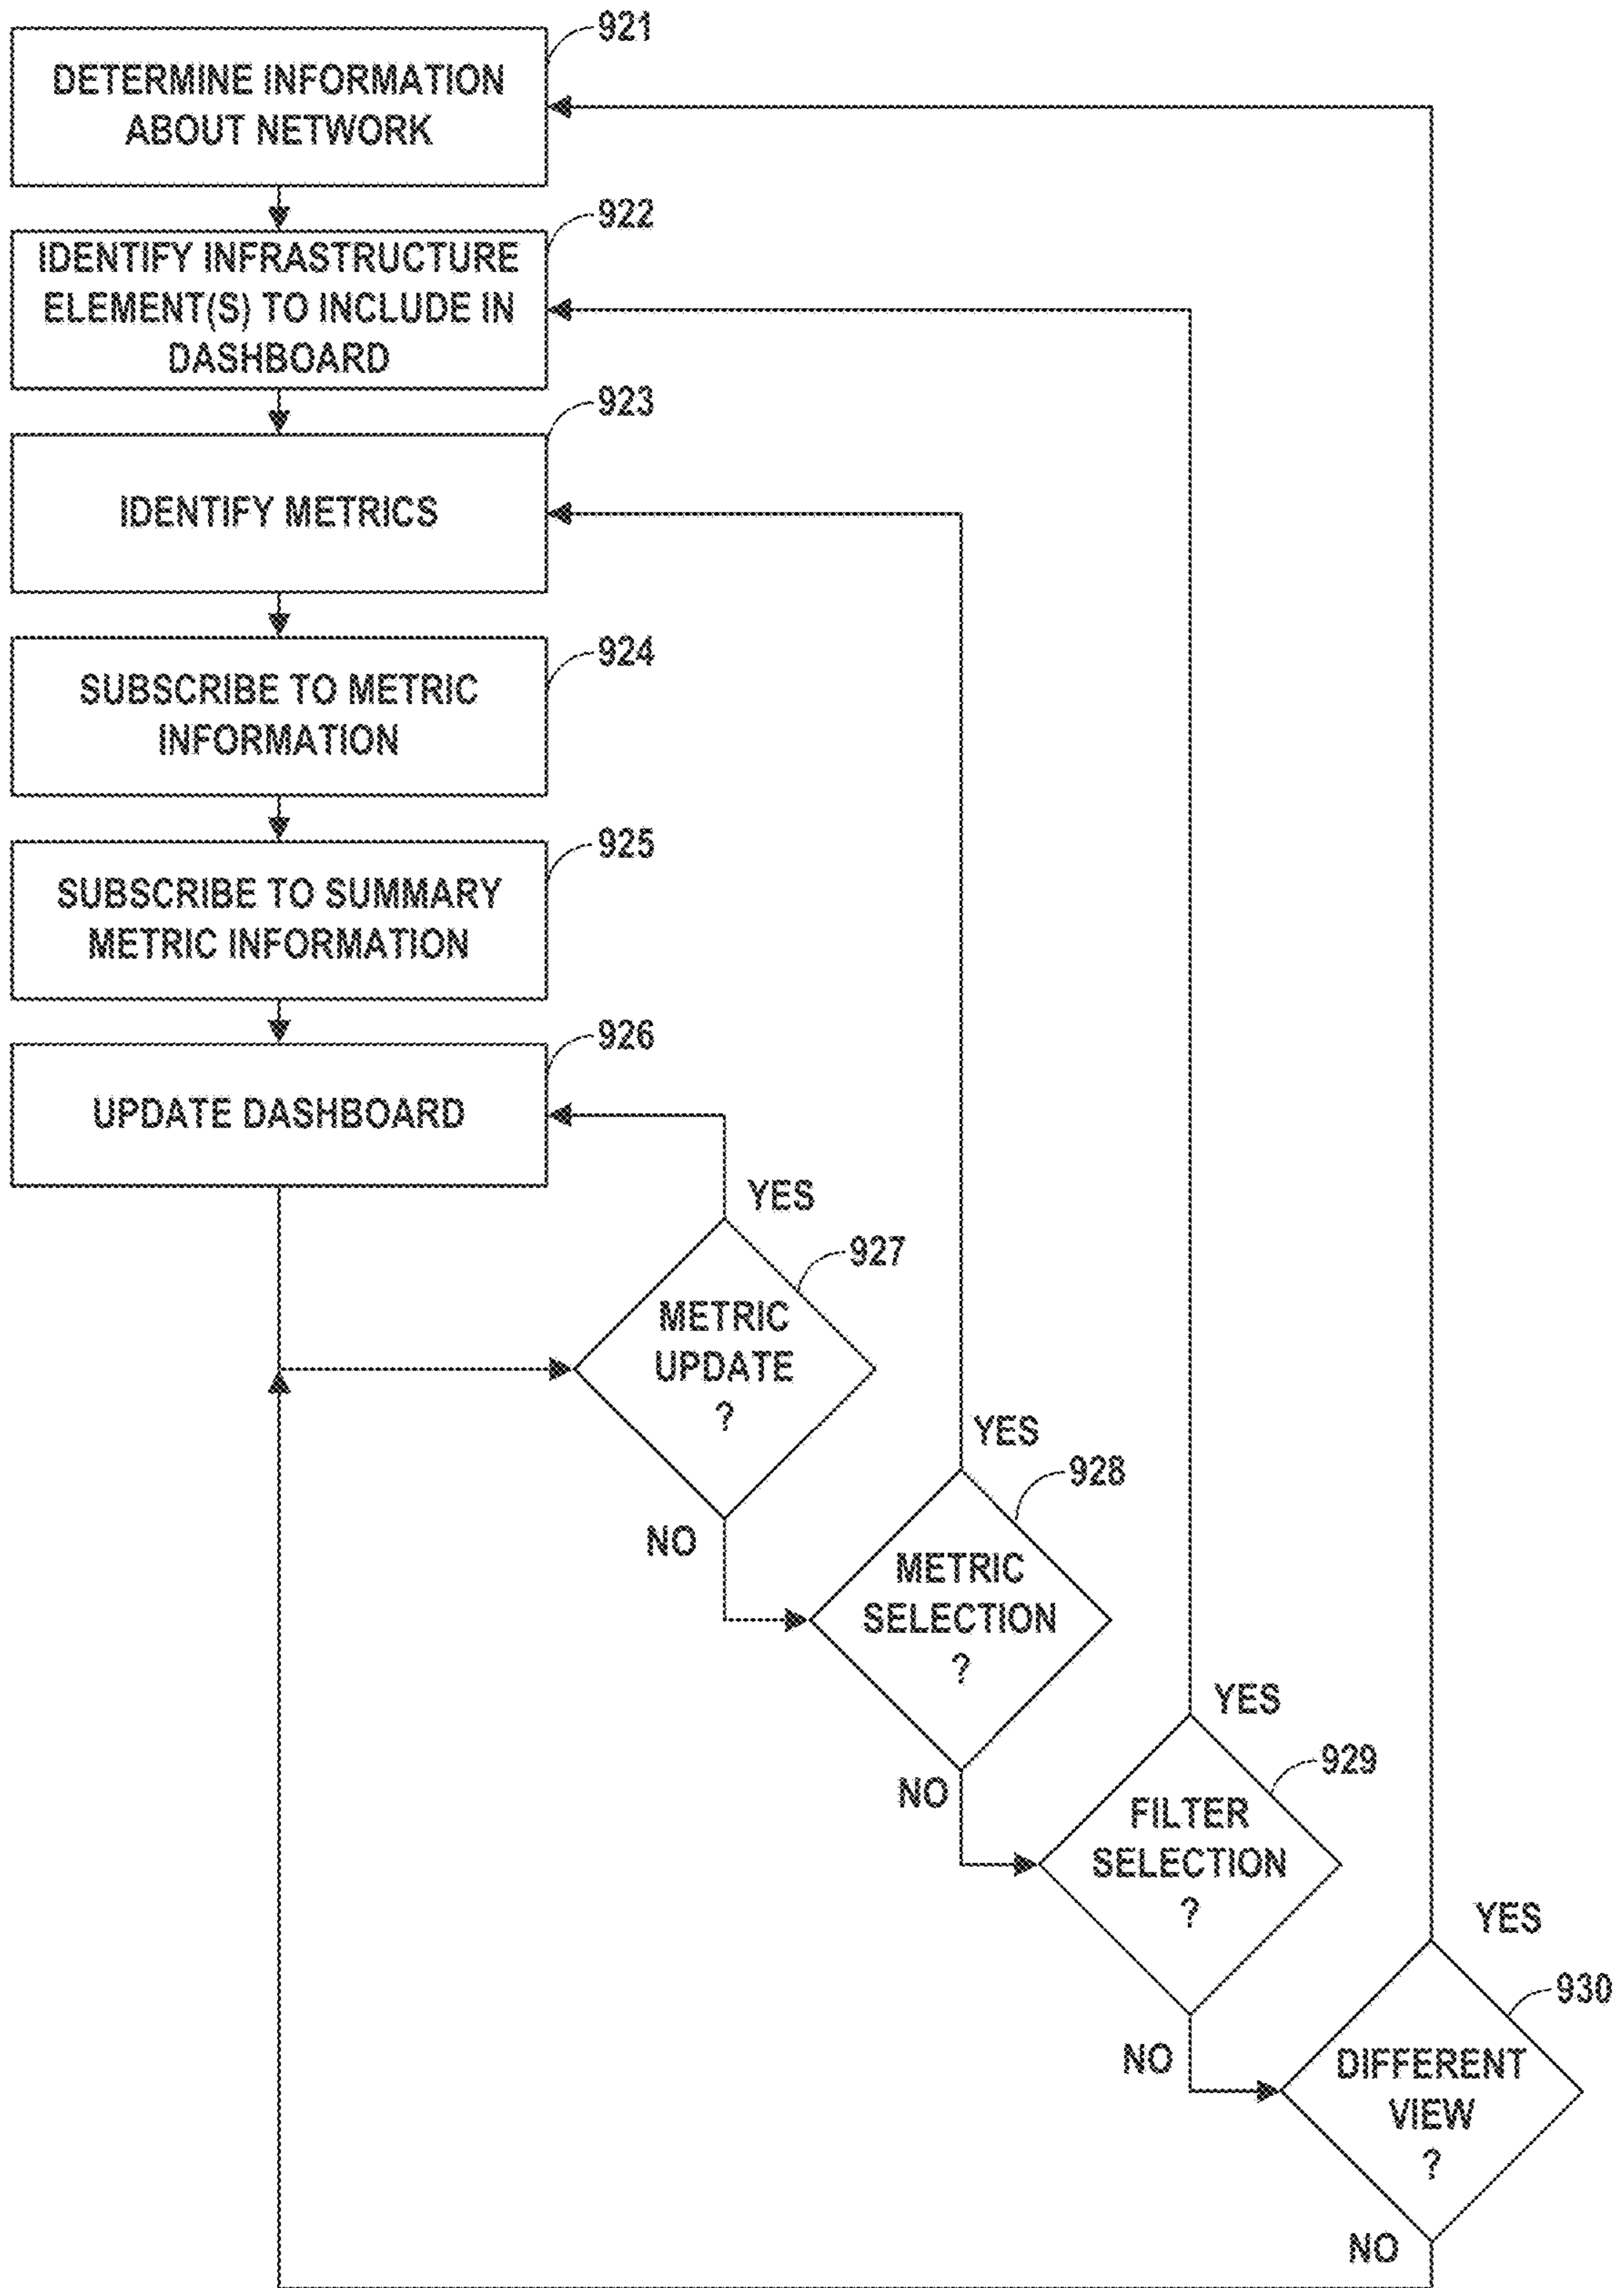 921
DETERMINE INFORMATION
ABOUT NETWORK
922
IDENTIFY INFRASTRUCTURE
ELEMENT(S) TO INCLUDE IN
DASHBOARD
923
IDENTIFY METRICS
924
SUBSCRIBE TO METRIC
INFORMATION
925
SUBSCRIBE TO SUMMARY
METRIC INFORMATION
926
UPDATE DASHBOARD
YES
927
METRIC
UPDATE
?
NO
YES
928
METRIC
SELECTION
?
NO
YES
929
FILTER
SELECTION
?
NO
YES
930
DIFFERENT
VIEW
?
NO